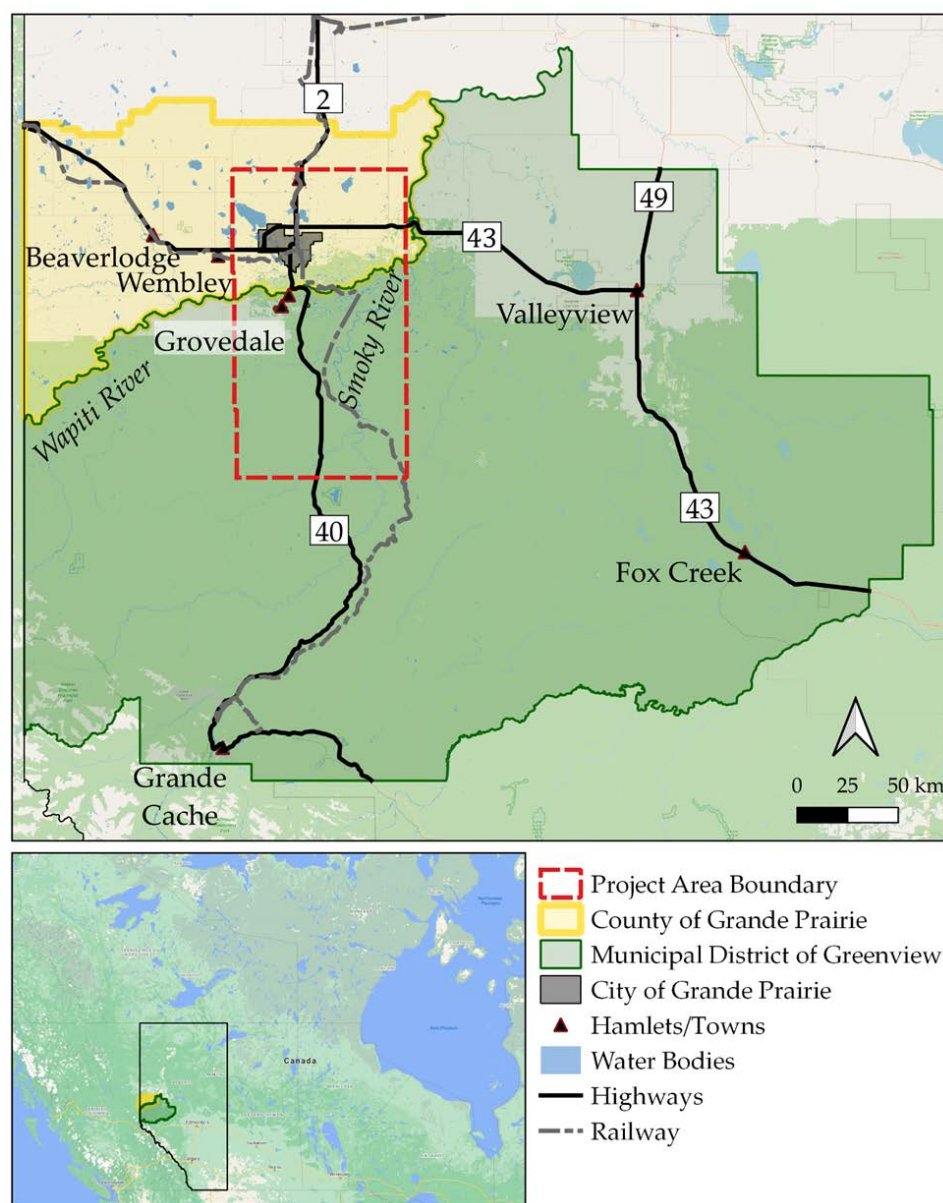 2
49
43
Beaverlodge
Wembley
Valleyview
Grovedale
Smoky River
Wapiti River
43
40
Fox Creek
Grande
Cache
0 25 50 km
Project Area Boundary
County of Grande Prairie
Municipal District of Greenview
City of Grande Prairie
Hamlets/Towns
Water Bodies
Highways
Railway
Canada